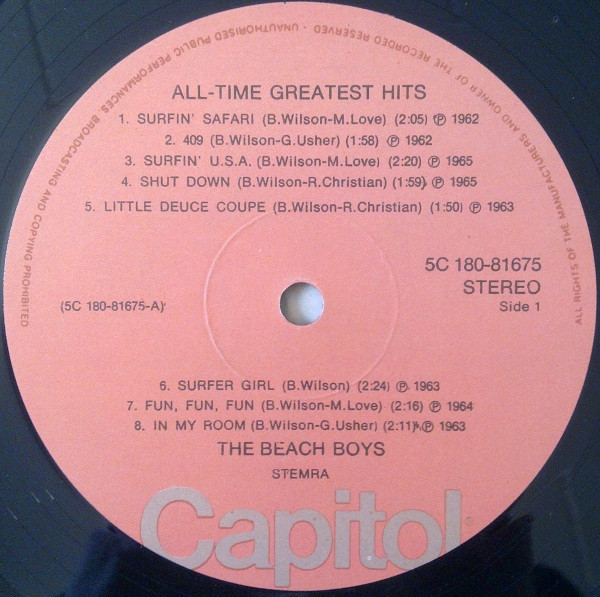 ALL RIGHTS OF THE MANUFACTURERS AND OWNER OF THE RECORDED RESERVED · UNAUTHORISED PUBLIC PERFORMANCES, BROADCASTING AND COPYING PROHIBITED
ALL-TIME GREATEST HITS
1. SURFIN' SAFARI (B.Wilson-M.Love) (2:05) ℗ 1962
2. 409 (B.Wilson-G.Usher) (1:58) ℗ 1962
3. SURFIN' U.S.A. (B.Wilson-M.Love) (2:20) ℗ 1965
4. SHUT DOWN (B.Wilson-R.Christian) (1:59) ℗ 1965
5. LITTLE DEUCE COUPE (B.Wilson-R.Christian) (1:50) ℗ 1963
5C 180-81675
STEREO
Side 1
(5C 180-81675-A)
6. SURFER GIRL (B.Wilson) (2:24) ℗ 1963
7. FUN, FUN, FUN (B.Wilson-M.Love) (2:16) ℗ 1964
8. IN MY ROOM (B.Wilson-G.Usher) (2:11) ℗ 1963
THE BEACH BOYS
STEMRA
Capitol